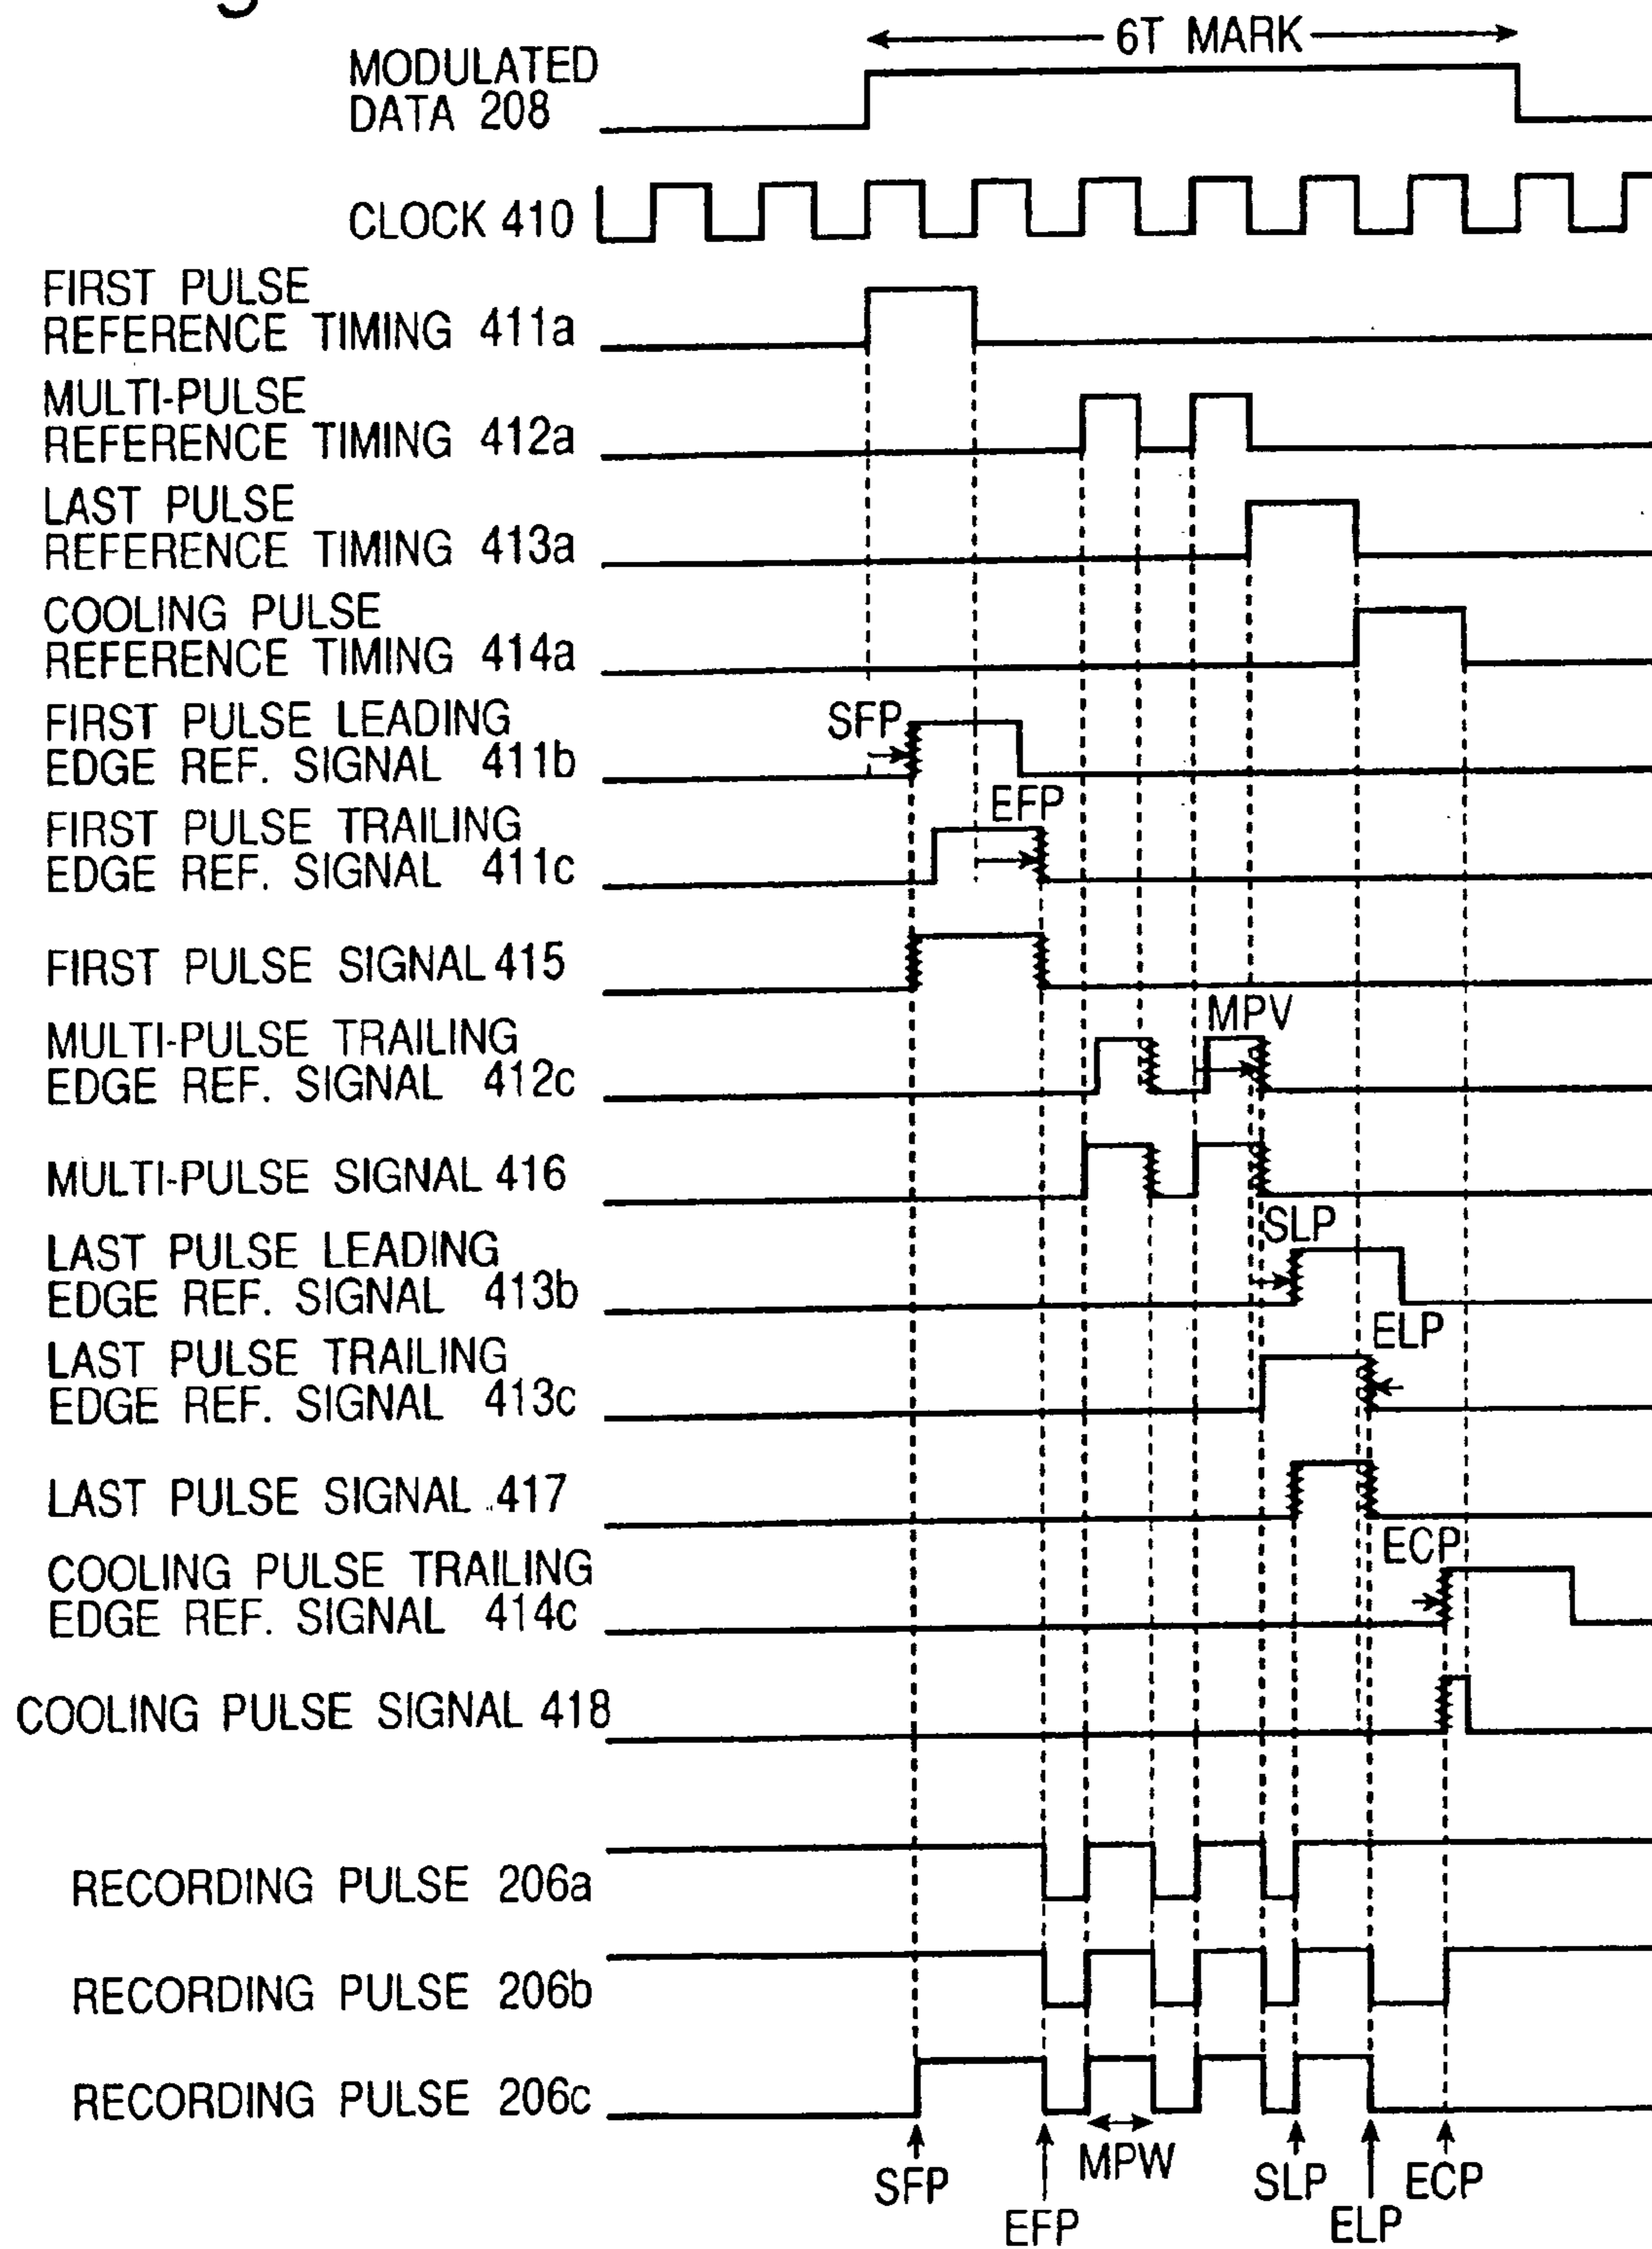 6T MARK
MODULATED
DATA 208
CLOCK 410
FIRST PULSE
REFERENCE TIMING 411a
MULTI-PULSE
REFERENCE TIMING 412a
LAST PULSE
REFERENCE TIMING 413a
COOLING PULSE
REFERENCE TIMING 414a
FIRST PULSE LEADING
EDGE REF. SIGNAL 411b
SFP
FIRST PULSE TRAILING
EDGE REF. SIGNAL 411c
EFP
FIRST PULSE SIGNAL 415
MULTI-PULSE TRAILING
EDGE REF. SIGNAL 412c
MPV
MULTI-PULSE SIGNAL 416
LAST PULSE LEADING
EDGE REF. SIGNAL 413b
SLP
LAST PULSE TRAILING
EDGE REF. SIGNAL 413c
ELP
LAST PULSE SIGNAL 417
COOLING PULSE TRAILING
EDGE REF. SIGNAL 414c
ECP
COOLING PULSE SIGNAL 418
RECORDING PULSE 206a
RECORDING PULSE 206b
RECORDING PULSE 206c
SFP
EFP
MPW
SLP
ELP
ECP